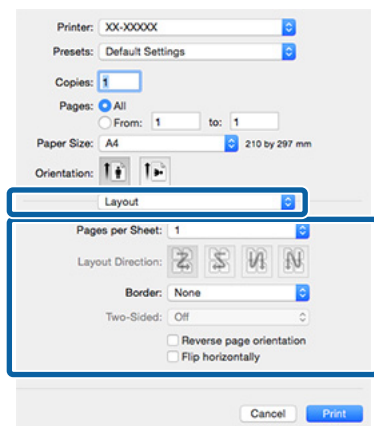 Printer: XX-XXXXX
Presets: Default Settings
Copies: 1
Pages: All
From: 1 to: 1
Paper Size: A4 210 by 297 mm
Orientation:
Layout
Pages per Sheet: 1
Layout Direction:
Border: None
Two-Sided: Off
Reverse page orientation
Flip horizontally
Cancel Print